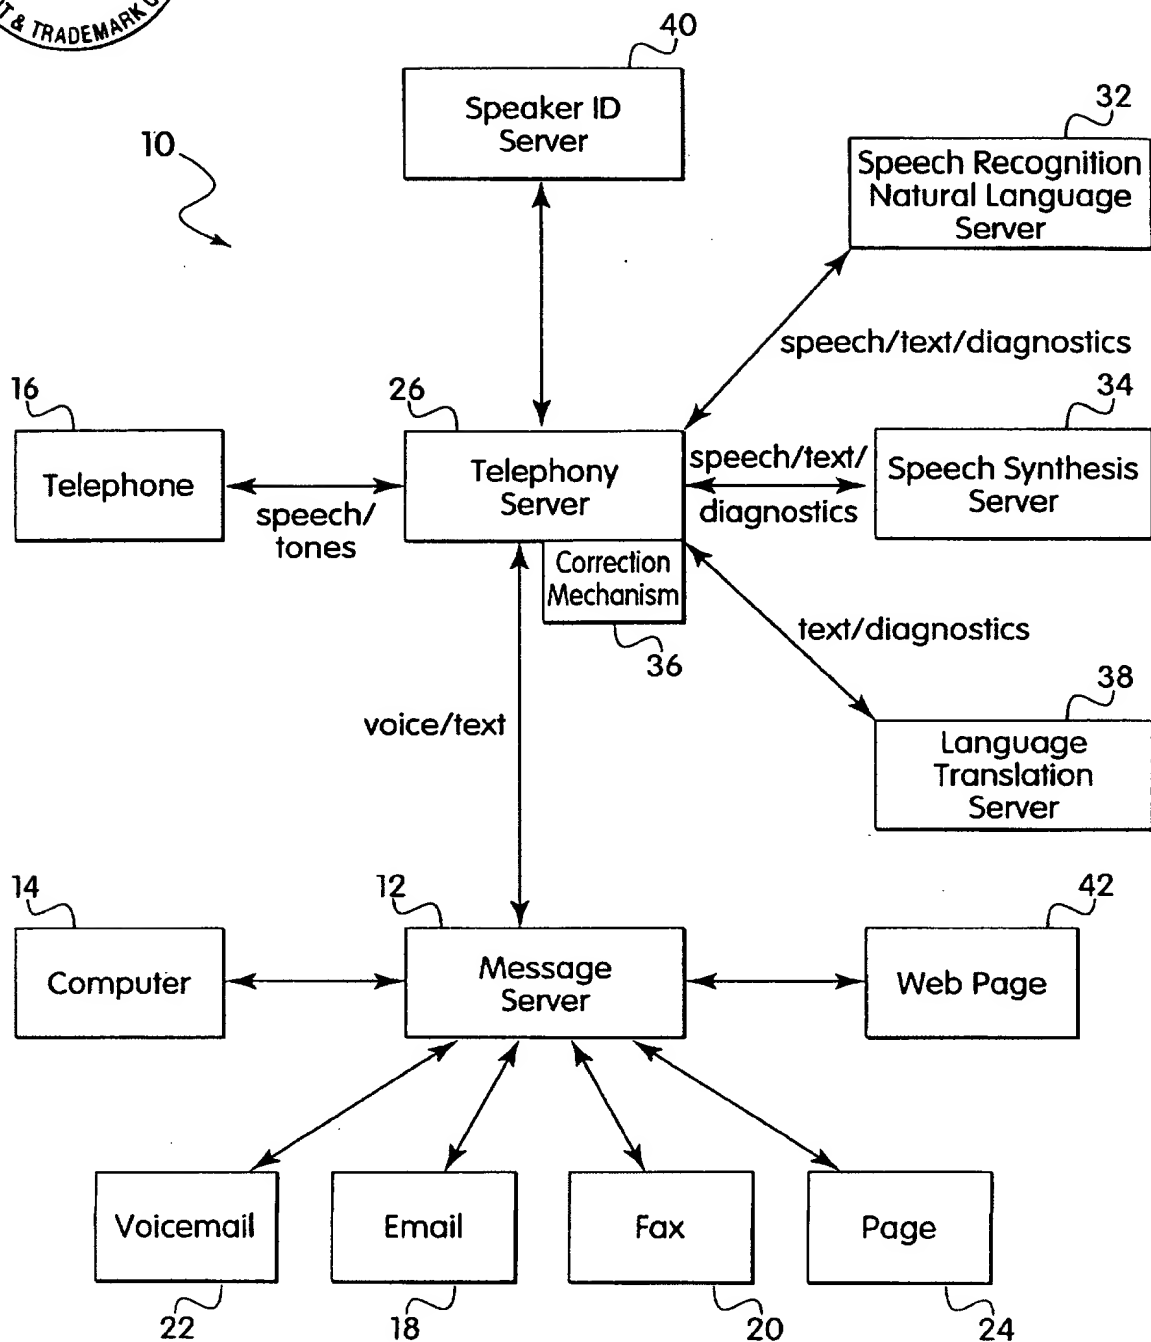 & TRADEMARK
40
Speaker ID
Server
32
10
Speech Recognition
Natural Language
Server
speech/text/diagnostics
16
26
34
Telephone
speech/
tones
Telephony
Server
speech/text/
diagnostics
Speech Synthesis
Server
Correction
Mechanism
36
text/diagnostics
38
voice/text
Language
Translation
Server
14
12
42
Computer
Message
Server
Web Page
Voicemail
Email
Fax
Page
22
18
20
24